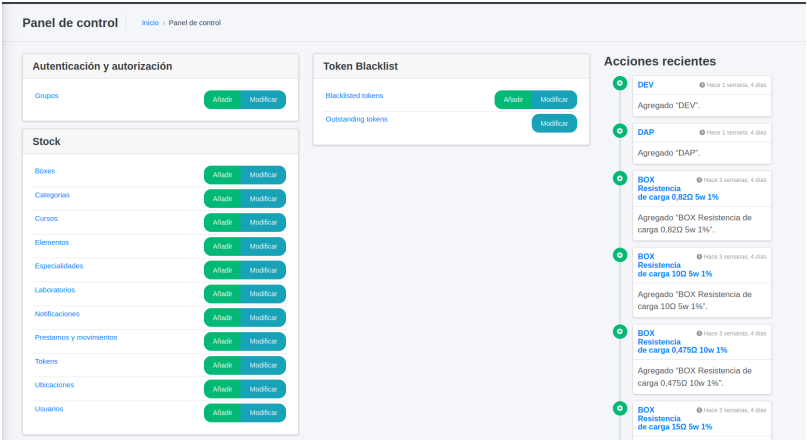 Panel de control
Inicio › Panel de control
Autenticación y autorización
Grupos
Añadir Modificar
Stock
Boxes
Añadir Modificar
Categorias
Añadir Modificar
Cursos
Añadir Modificar
Elementos
Añadir Modificar
Especialidades
Añadir Modificar
Laboratorios
Añadir Modificar
Notificaciones
Añadir Modificar
Prestamos y movimientos
Añadir Modificar
Tokens
Añadir Modificar
Ubicaciones
Añadir Modificar
Usuarios
Añadir Modificar
Token Blacklist
Blacklisted tokens
Añadir Modificar
Outstanding tokens
Modificar
Acciones recientes
DEV
Hace 1 semana, 4 días
Agregado “DEV”.
DAP
Hace 1 semana, 4 días
Agregado “DAP”.
BOX
Hace 3 semanas, 4 días
Resistencia
de carga 0,82Ω 5w 1%
Agregado “BOX Resistencia de
carga 0,82Ω 5w 1%”.
BOX
Hace 3 semanas, 4 días
Resistencia
de carga 10Ω 5w 1%
Agregado “BOX Resistencia de
carga 10Ω 5w 1%”.
BOX
Hace 3 semanas, 4 días
Resistencia
de carga 0,475Ω 10w 1%
Agregado “BOX Resistencia de
carga 0,475Ω 10w 1%”.
BOX
Hace 3 semanas, 4 días
Resistencia
de carga 15Ω 5w 1%